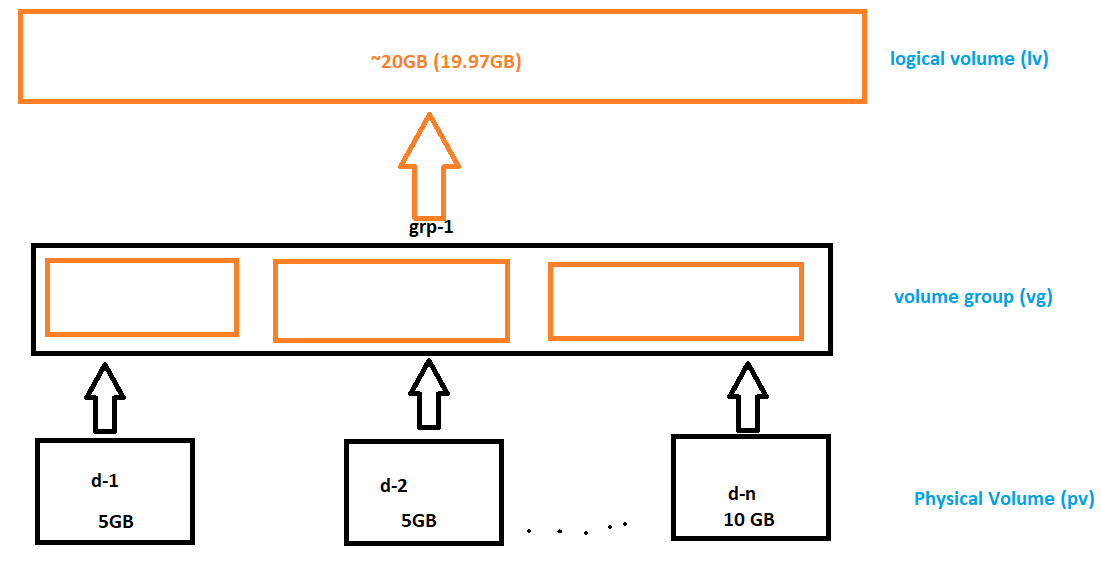 ~20GB (19.97GB)
logical volume (lv)
grp-1
volume group (vg)
d-1
5GB
d-2
5GB
d-n
10 GB
Physical Volume (pv)